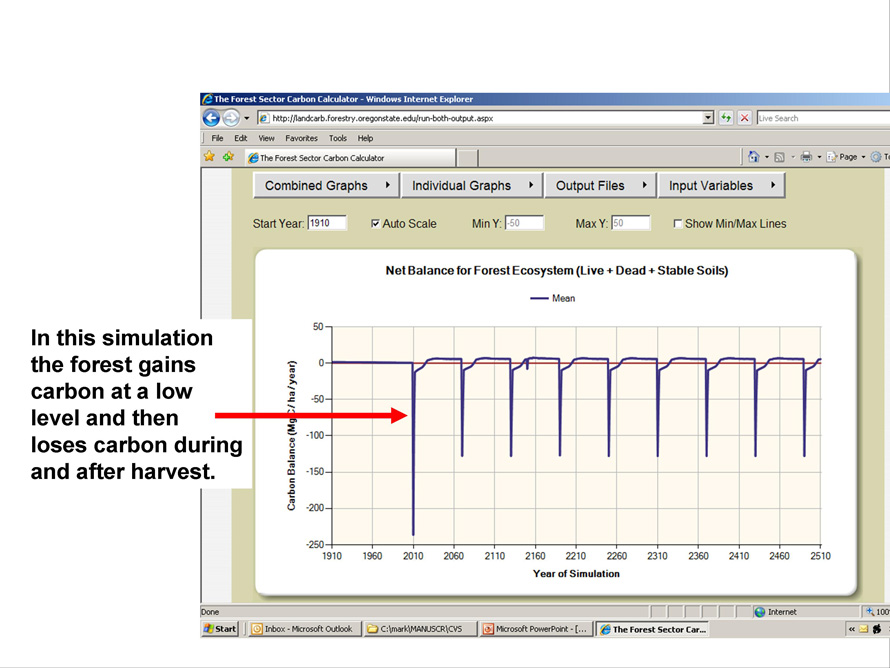 The Forest Sector Carbon Calculator - Windows Internet Explorer
http://landcarb.forestry.oregonstate.edu/run-both-output.aspx
Live Search
File Edit View Favorites Tools Help
The Forest Sector Carbon Calculator
Page
Combined Graphs Individual Graphs Output Files Input Variables
Start Year: 1910 Auto Scale Min Y: -50 Max Y: 50 Show Min/Max Lines
Net Balance for Forest Ecosystem (Live + Dead + Stable Soils)
Mean
In this simulation
the forest gains
carbon at a low
level and then
loses carbon during
and after harvest.
Carbon Balance (Mg C/ ha /year)
50
0
-50
-100
-150
-200
-250
1910 1960 2010 2060 2110 2160 2210 2260 2310 2360 2410 2460 2510
Year of Simulation
Done Internet 100
Start Inbox - Microsoft Outlook C:\mark\MANUSCR\CVS Microsoft PowerPoint - [... The Forest Sector Car... «